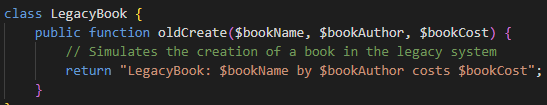 class LegacyBook {
    public function oldCreate($bookName, $bookAuthor, $bookCost) {
        // Simulates the creation of a book in the legacy system
        return "LegacyBook: $bookName by $bookAuthor costs $bookCost";
    }